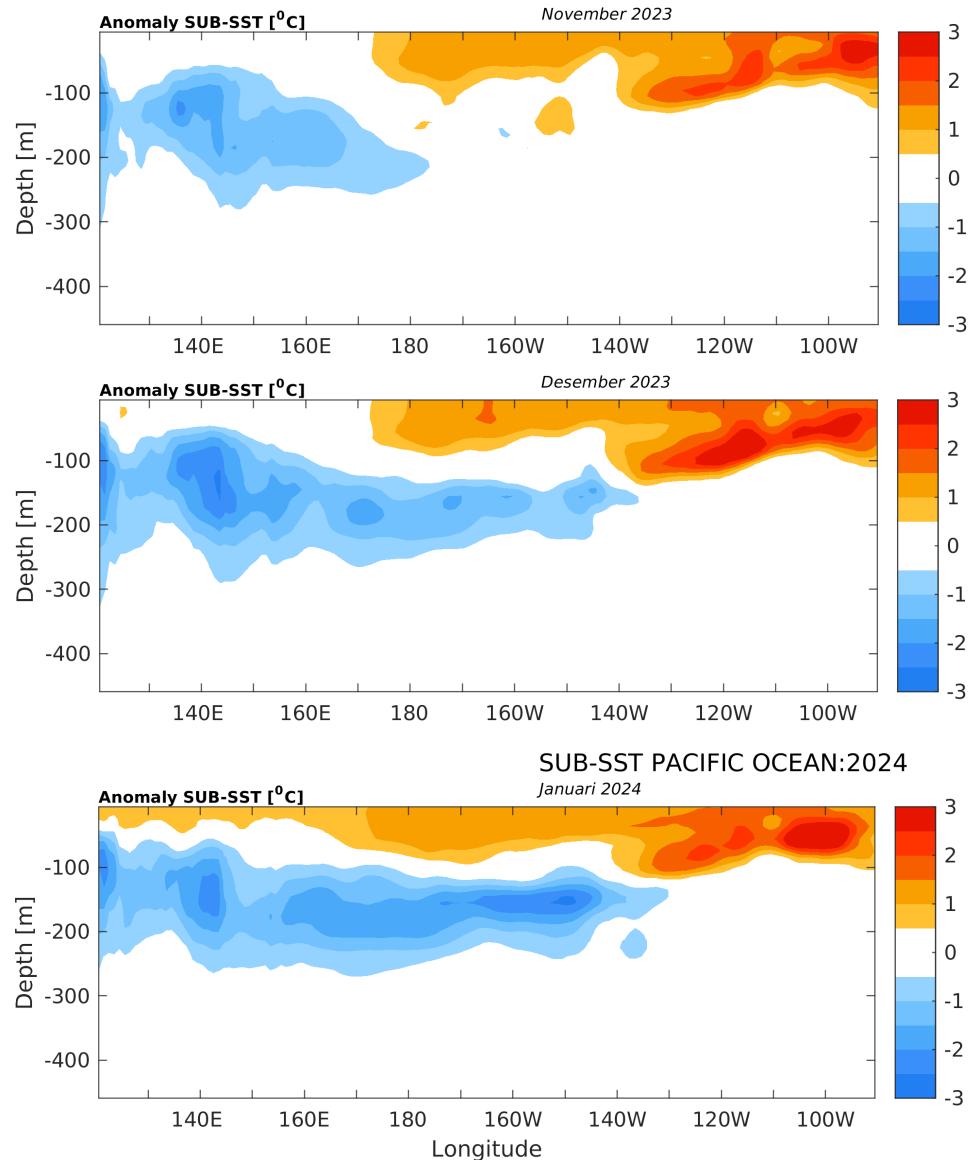 November 2023
Anomaly SUB-SST [⁰C]
3
2
1
0
-1
-2
-3
-100
-200
-300
-400
Depth [m]
140E 160E 180 160W 140W 120W 100W
Desember 2023
Anomaly SUB-SST [⁰C]
3
2
1
0
-1
-2
-3
-100
-200
-300
-400
Depth [m]
140E 160E 180 160W 140W 120W 100W
SUB-SST PACIFIC OCEAN:2024
Januari 2024
Anomaly SUB-SST [⁰C]
3
2
1
0
-1
-2
-3
-100
-200
-300
-400
Depth [m]
140E 160E 180 160W 140W 120W 100W
Longitude